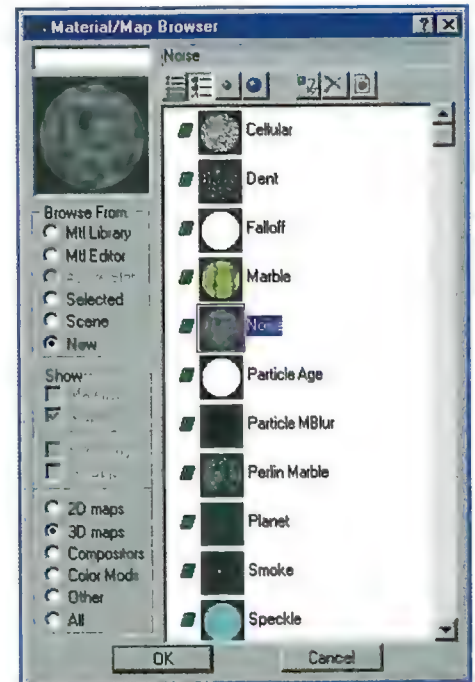 Material/Map Browser
Noise
Browse From:
Mtl Library
Mtl Editor
Selected
Scene
New
Show
2D maps
3D maps
Compositors
Color Mods
Other
All
Cellular
Dent
Falloff
Marble
Noise
Particle Age
Particle MBlur
Perlin Marble
Planet
Smoke
Speckle
OK
Cancel